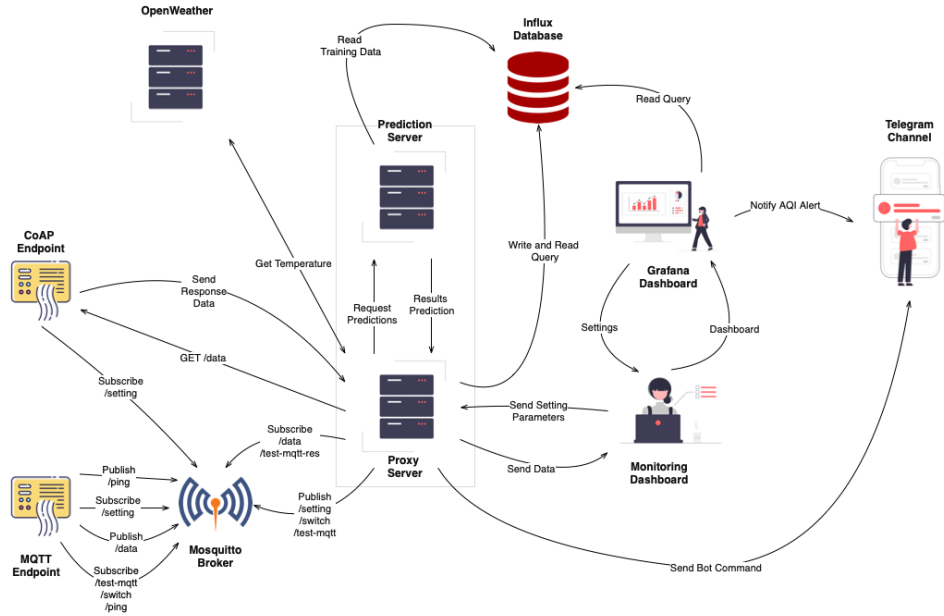 OpenWeather
Read
Training Data
Influx
Database
Read Query
Prediction
Server
Telegram
Channel
Notify AQI Alert
CoAP
Endpoint
Get Temperature
Write and Read
Query
Grafana
Dashboard
Send
Response
Data
Request
Predictions
Results
Prediction
Settings
Dashboard
GET /data
Subscribe
/setting
Send Setting
Parameters
Subscribe
/data
/test-mqtt-res
Proxy
Server
Send Data
Monitoring
Dashboard
Publish
/ping
Subscribe
/setting
Publish
/data
Publish
/setting
/switch
/test-mqtt
MQTT
Endpoint
Subscribe
/test-mqtt
/switch
/ping
Mosquitto
Broker
Send Bot Command